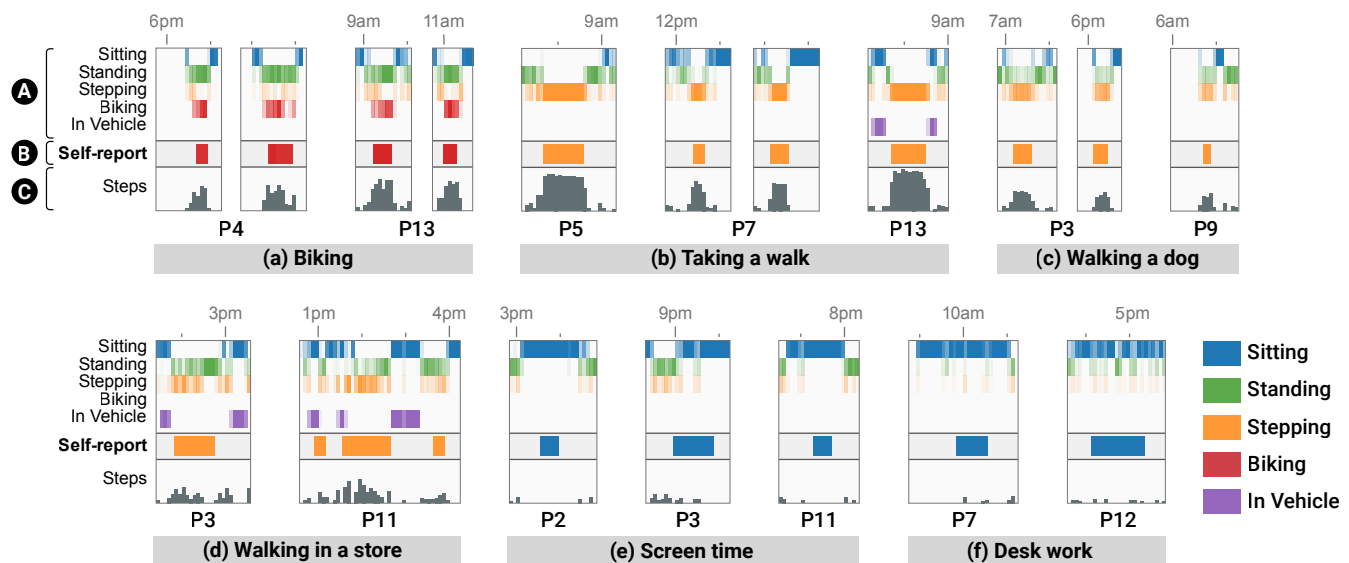 6pm 9am 11am 9am 12pm 9am 7am 6pm 6am
Sitting
Standing
A Stepping
Biking
In Vehicle
B Self-report
C Steps
P4 P13 P5 P7 P13 P3 P9
(a) Biking (b) Taking a walk (c) Walking a dog
3pm 1pm 4pm 3pm 9pm 8pm 10am 5pm
Sitting
Standing
Stepping
Biking
In Vehicle
Self-report
Steps
P3 P11 P2 P3 P11 P7 P12
(d) Walking in a store (e) Screen time (f) Desk work
Sitting
Standing
Stepping
Biking
In Vehicle